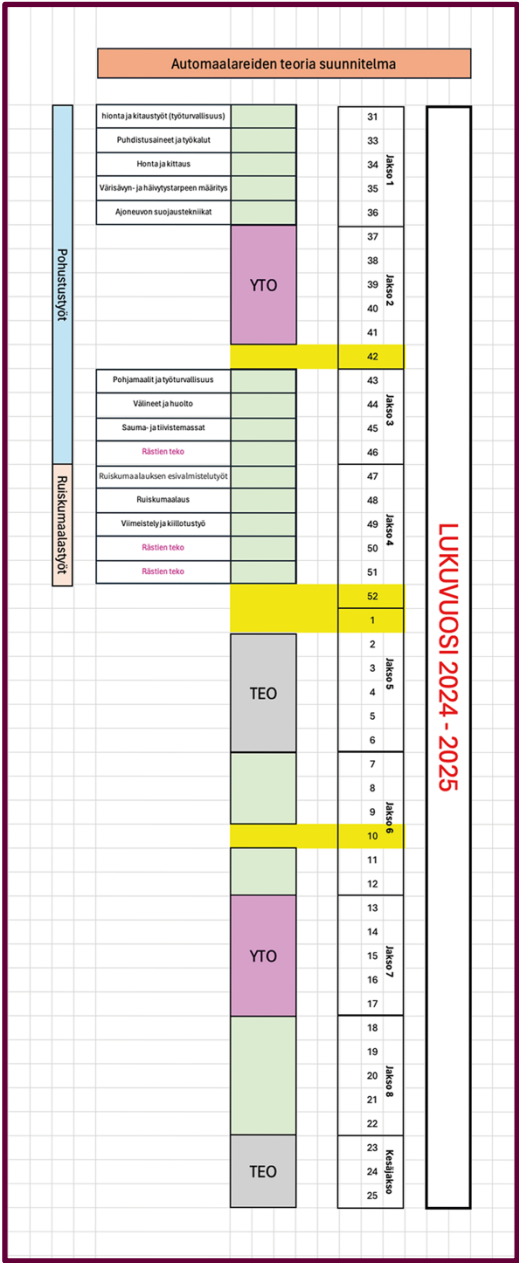 Automaalareiden teoria suunnitelma
LUKUVUOSI 2024 - 2025
Pohustustyöt
Ruiskumaalastyöt
hionta ja kitaustyöt (työturvallisuus) 31
Puhdistusaineet ja työkalut 33
Honta ja kittaus 34 Jakso 1
Värisävyn- ja häivytystarpeen määritys 35
Ajoneuvon suojaustekniikat 36
37
38
YTO 39 Jakso 2
40
41
42
Pohjamaalit ja työturvallisuus 43
Välineet ja huolto 44 Jakso 3
Sauma- ja tiivistemassat 45
Rästien teko 46
Ruiskumaalauksen esivalmistelutyöt 47
Ruiskumaalaus 48
Viimeistely ja kiillotustyö 49 Jakso 4
Rästien teko 50
Rästien teko 51
52
1
2
3 Jakso 5
TEO 4
5
6
7
8
9 Jakso 6
10
11
12
13
14
YTO 15 Jakso 7
16
17
18
19
20 Jakso 8
21
22
23 Kesäjakso
TEO 24
25